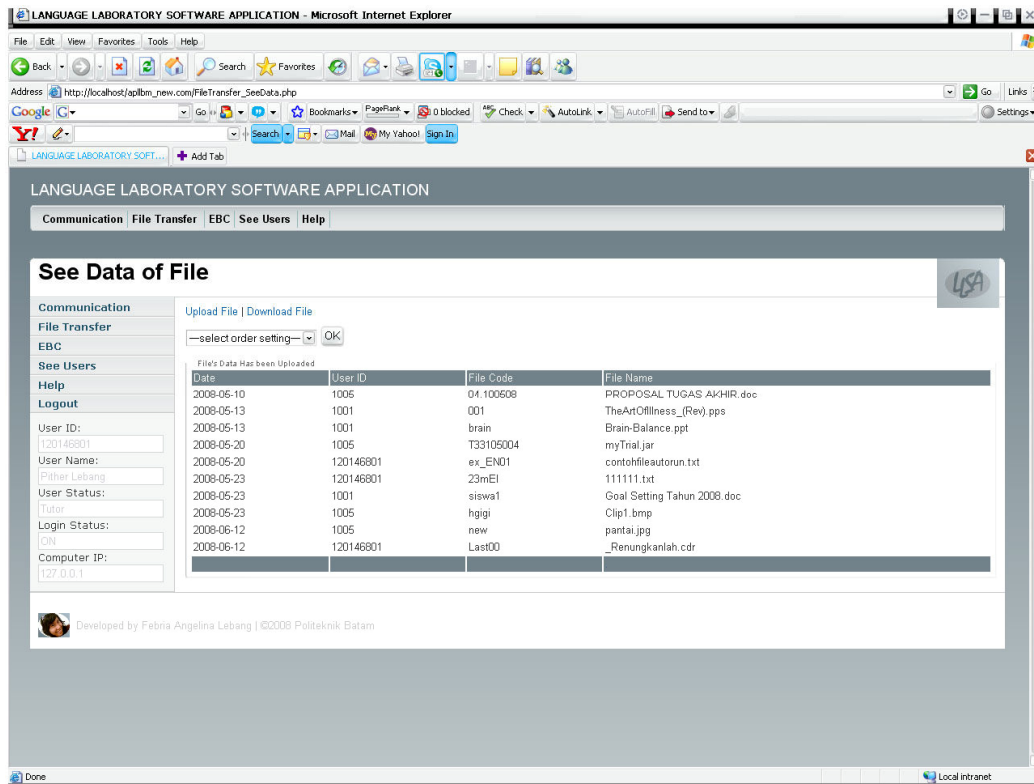 LANGUAGE LABORATORY SOFTWARE APPLICATION - Microsoft Internet Explorer
File Edit View Favorites Tools Help
Back Search Favorites
Address http://localhost/apllbm_new.com/FileTransfer_SeeData.php Go Links
Google Go Bookmarks PageRank 0 blocked ABC Check AutoLink AutoFill Send to Settings
Y! Search Mail My Yahoo! Sign In
LANGUAGE LABORATORY SOFT... Add Tab
LANGUAGE LABORATORY SOFTWARE APPLICATION
Communication File Transfer EBC See Users Help
See Data of File
LSA
Communication
File Transfer
EBC
See Users
Help
Logout
User ID:
120146801
User Name:
Pither Lebang
User Status:
Tutor
Login Status:
ON
Computer IP:
127.0.0.1
Upload File | Download File
---select order setting--- OK
File's Data Has been Uploaded
Date User ID File Code File Name
2008-05-10 1005 04.100508 PROPOSAL TUGAS AKHIR.doc
2008-05-13 1001 001 TheArtOfIllness_(Rev).pps
2008-05-13 1001 brain Brain-Balance.ppt
2008-05-20 1005 T33105004 myTrial.jar
2008-05-20 120146801 ex_EN01 contohfileautorun.txt
2008-05-23 120146801 23mEI 111111.txt
2008-05-23 1001 siswa1 Goal Setting Tahun 2008.doc
2008-05-23 1005 hgigi Clip1.bmp
2008-06-12 1005 new pantai.jpg
2008-06-12 120146801 Last00 _Renungkanlah.cdr
Developed by Febria Angelina Lebang | ©2008 Politeknik Batam
Done Local intranet